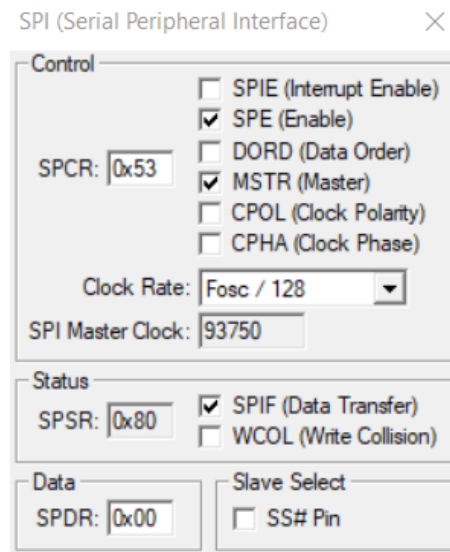 SPI (Serial Peripheral Interface)
Control
SPIE (Interrupt Enable)
SPE (Enable)
DORD (Data Order)
SPCR: 0x53
MSTR (Master)
CPOL (Clock Polarity)
CPHA (Clock Phase)
Clock Rate: Fosc / 128
SPI Master Clock: 93750
Status
SPSR: 0x80
SPIF (Data Transfer)
WCOL (Write Collision)
Data
SPDR: 0x00
Slave Select
SS# Pin